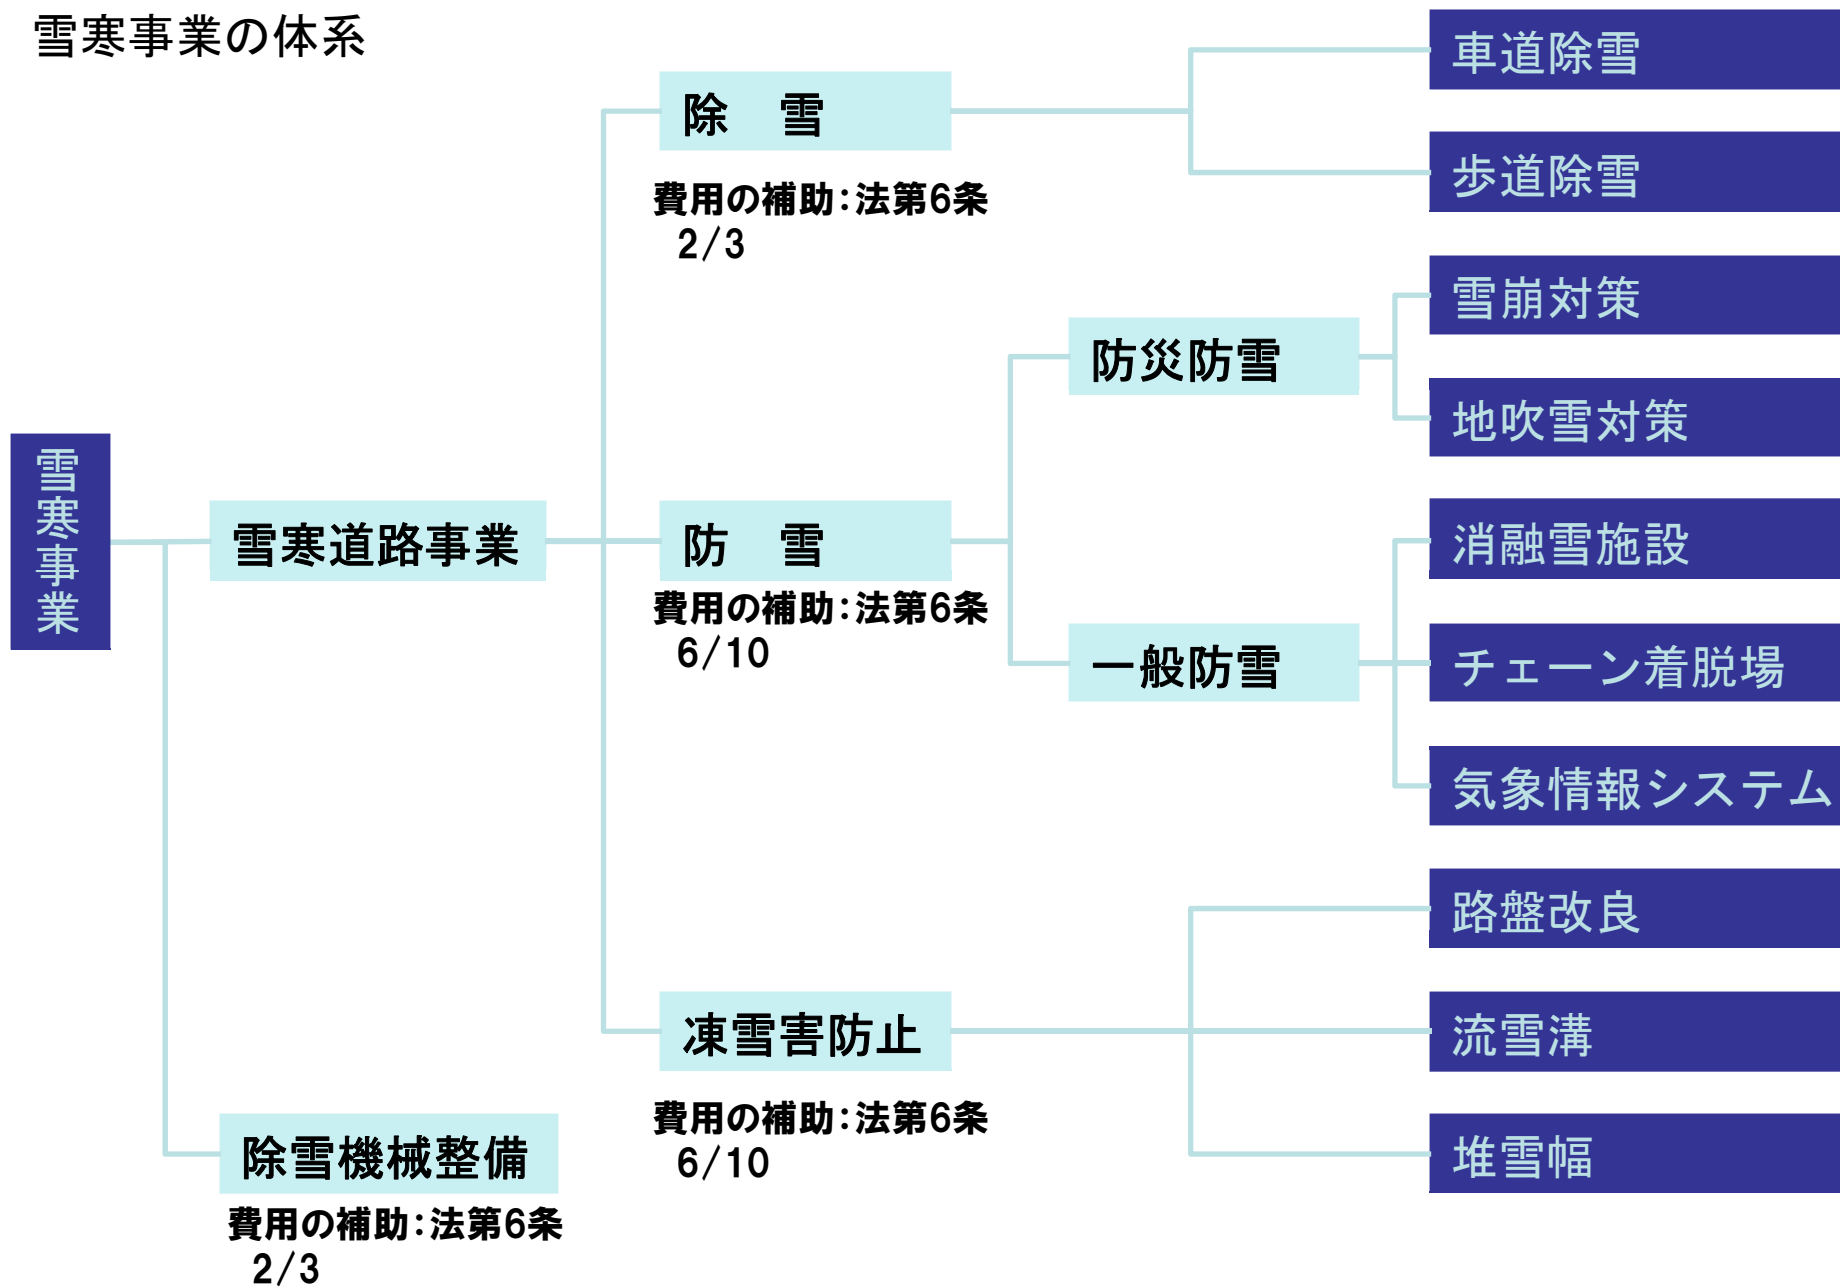 雪寒事業の体系
雪寒事業
雪寒道路事業
除　雪
費用の補助：法第6条
2/3
車道除雪
歩道除雪
防　雪
費用の補助：法第6条
6/10
防災防雪
雪崩対策
地吹雪対策
一般防雪
消融雪施設
チェーン着脱場
気象情報システム
凍雪害防止
費用の補助：法第6条
6/10
路盤改良
流雪溝
堆雪幅
除雪機械整備
費用の補助：法第6条
2/3